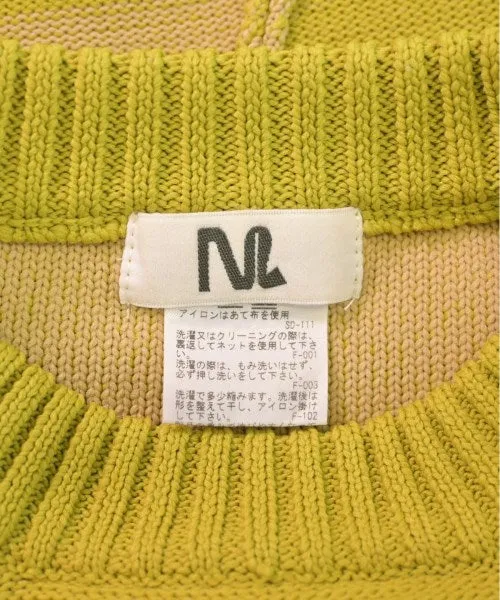 NL
アイロンはあて布を使用
SD-111
洗濯又はクリーニングの際は、
裏返してネットを使用して下さ
い。
F-001
洗濯の際は、もみ洗いはせず、
必ず押し洗いをして下さい。
F-003
洗濯で多少縮みます。洗濯後は
形を整えて干し、アイロン掛け
して下さい。
F-102